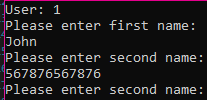 User: 1
Please enter first name:
John
Please enter second name:
567876567876
Please enter second name: